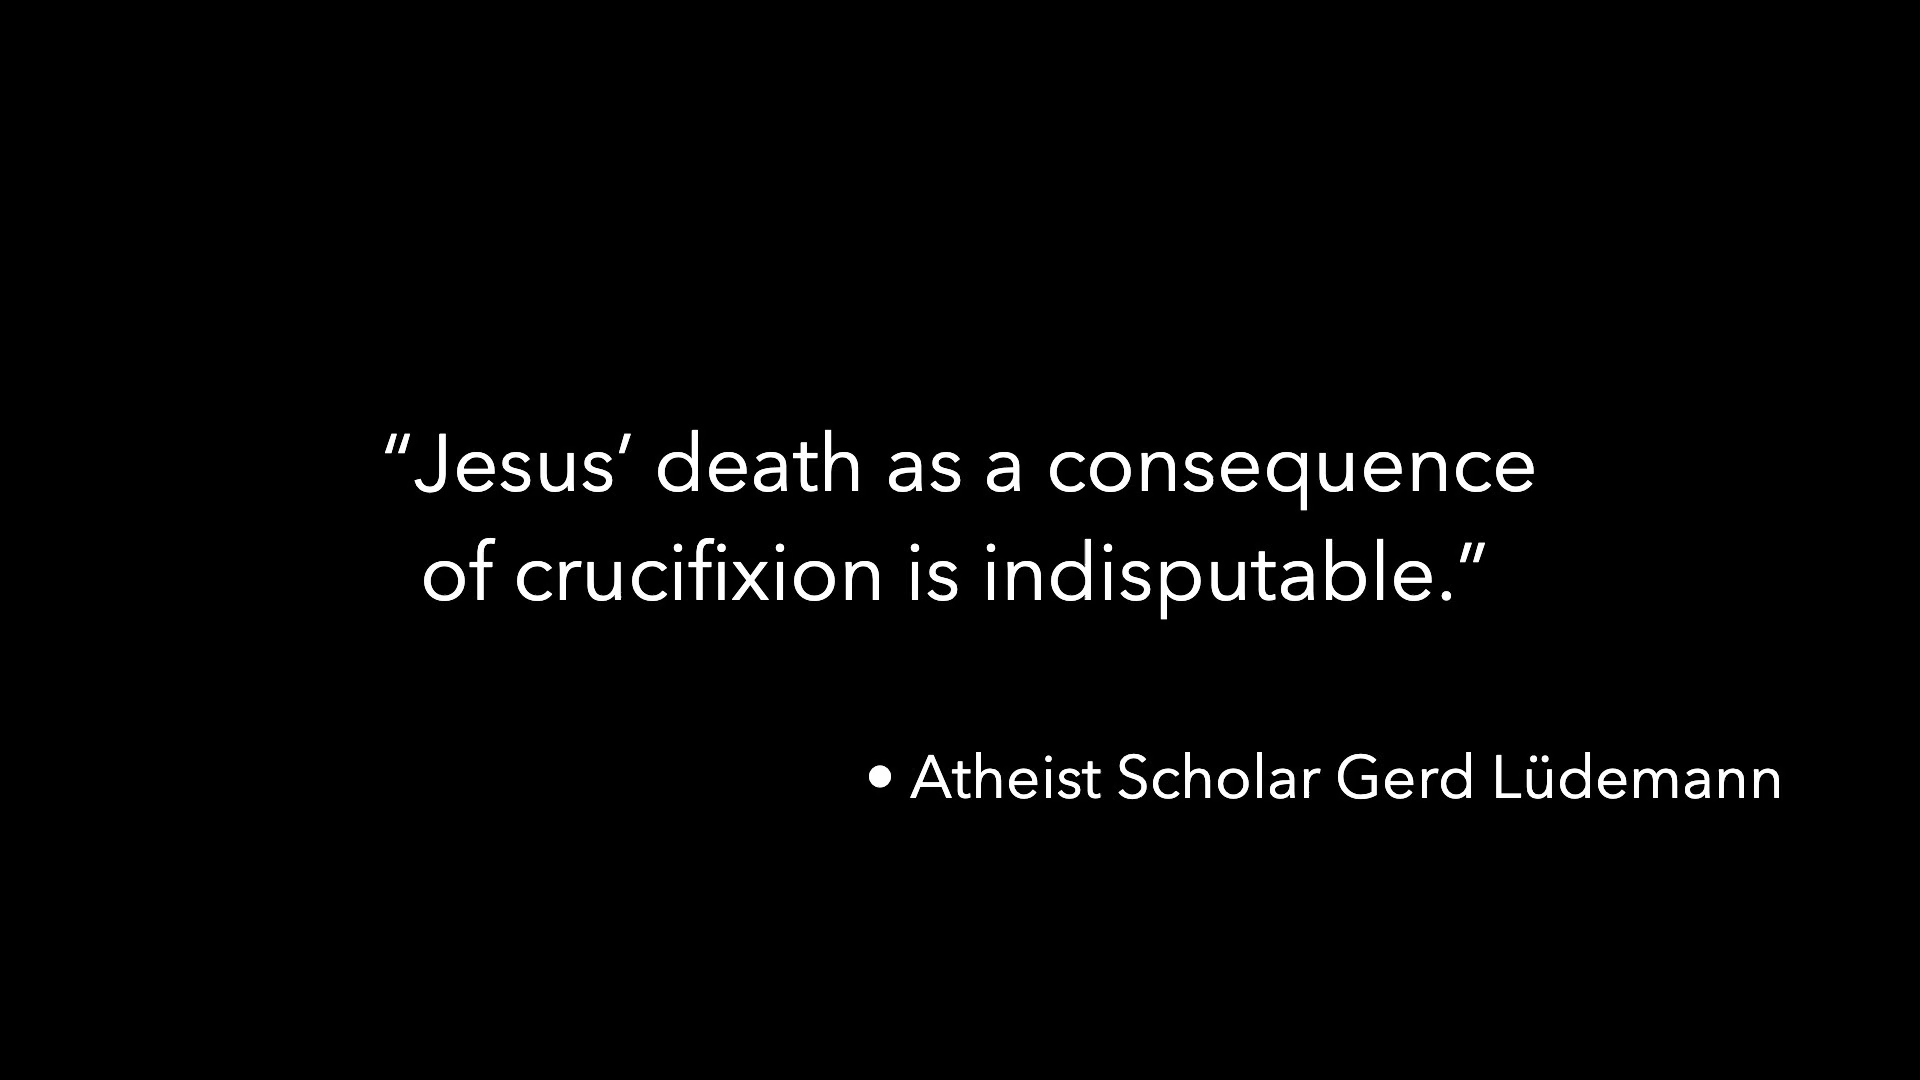 “Jesus’ death as a consequence
of crucifixion is indisputable.”
• Atheist Scholar Gerd Lüdemann